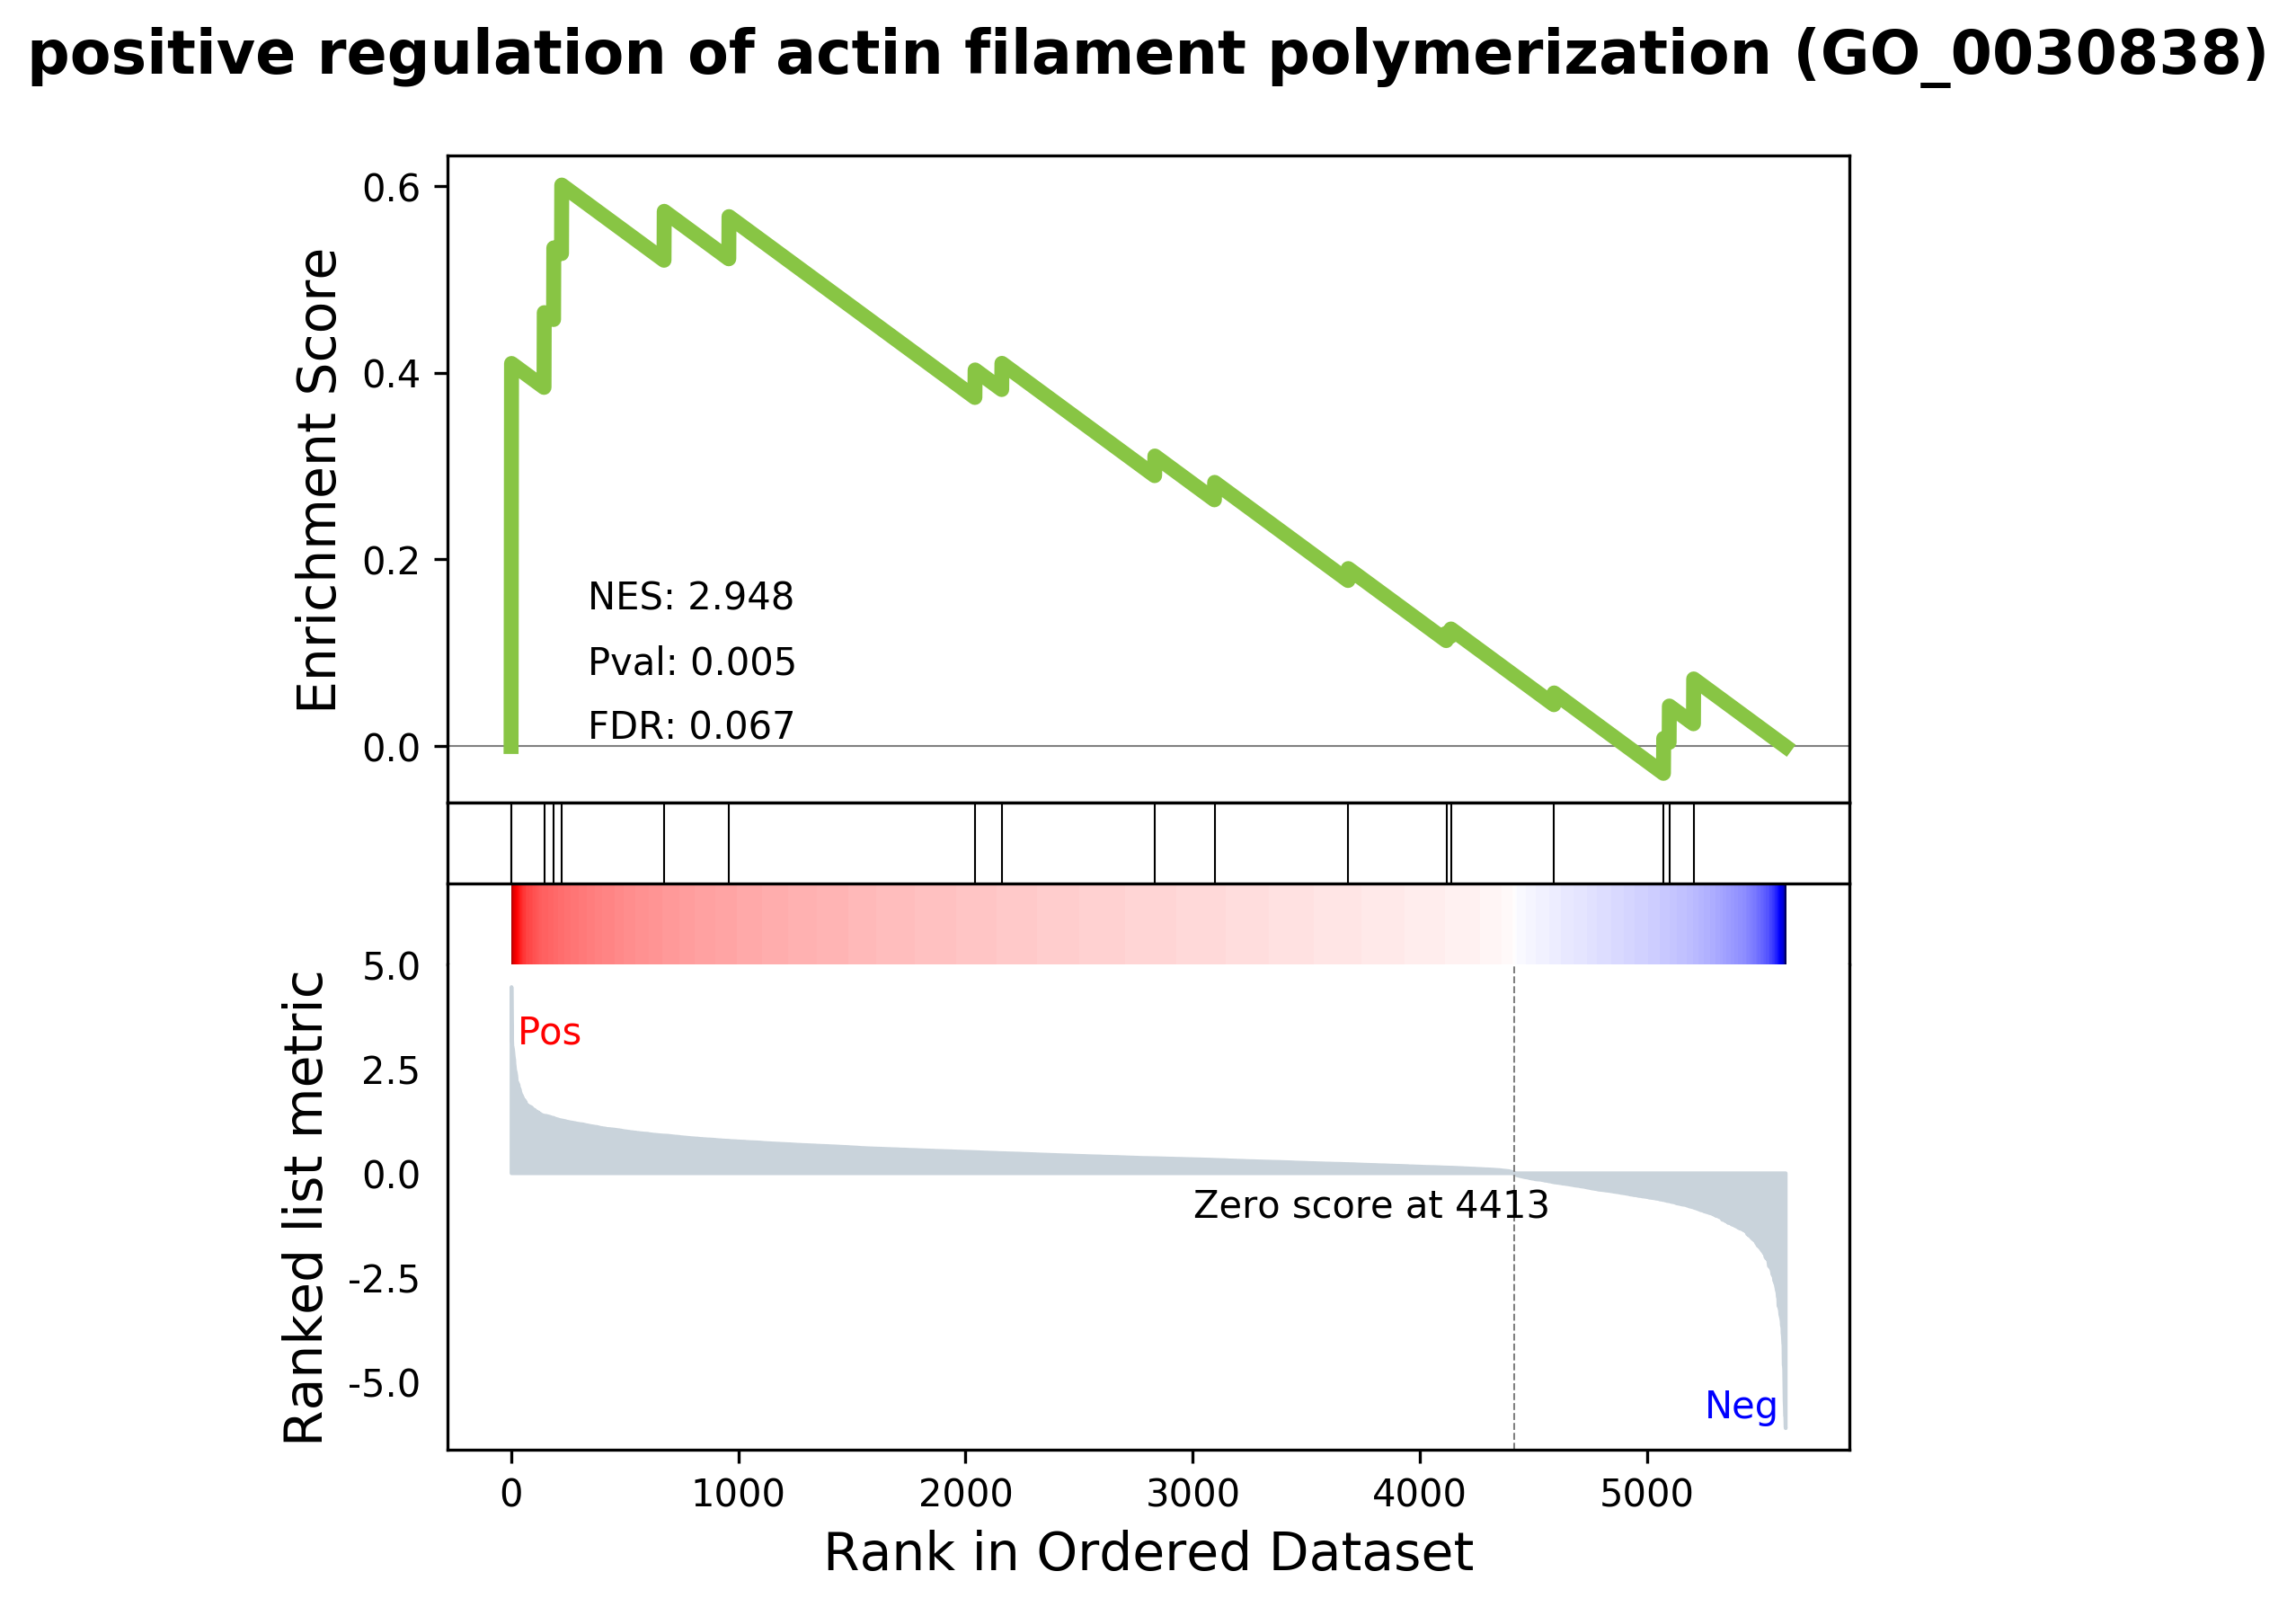 positive regulation of actin filament polymerization (GO_0030838)
Enrichment Score
0.6
0.4
0.2
0.0
NES: 2.948
Pval: 0.005
FDR: 0.067
Ranked list metric
5.0
2.5
0.0
-2.5
-5.0
Pos
Zero score at 4413
Neg
0 1000 2000 3000 4000 5000
Rank in Ordered Dataset